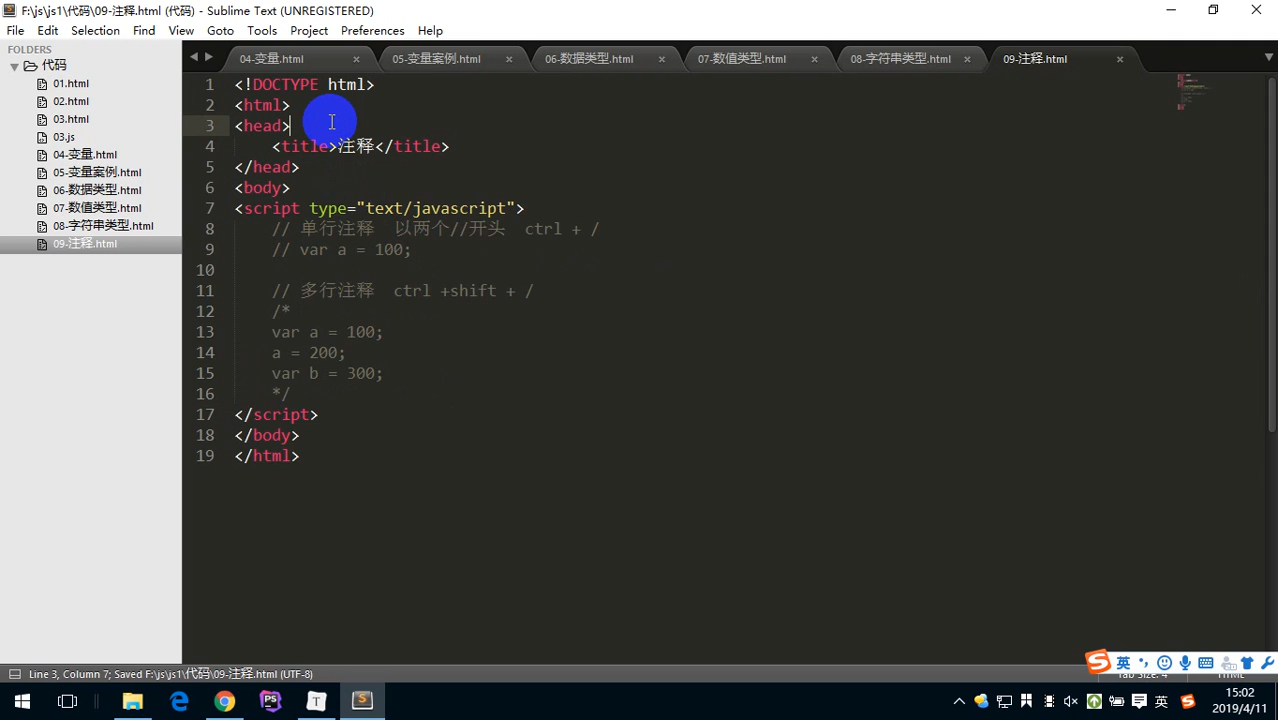 F:\js\js1\代码\09-注释.html (代码) - Sublime Text (UNREGISTERED)
File Edit Selection Find View Goto Tools Project Preferences Help
FOLDERS
代码
01.html
02.html
03.html
03.js
04-变量.html
05-变量案例.html
06-数据类型.html
07-数值类型.html
08-字符串类型.html
09-注释.html
04-变量.html × 05-变量案例.html × 06-数据类型.html × 07-数值类型.html × 08-字符串类型.html × 09-注释.html ×
1 <!DOCTYPE html>
2 <html>
3 <head>
4 <title>注释</title>
5 </head>
6 <body>
7 <script type="text/javascript">
8 // 单行注释 以两个//开头 ctrl + /
9 // var a = 100;
10
11 // 多行注释 ctrl +shift + /
12 /*
13 var a = 100;
14 a = 200;
15 var b = 300;
16 */
17 </script>
18 </body>
19 </html>
英
Line 3, Column 7; Saved F:\js\js1\代码\09-注释.html (UTF-8)
Tab Size: 4 HTML
英
15:02
2019/4/11